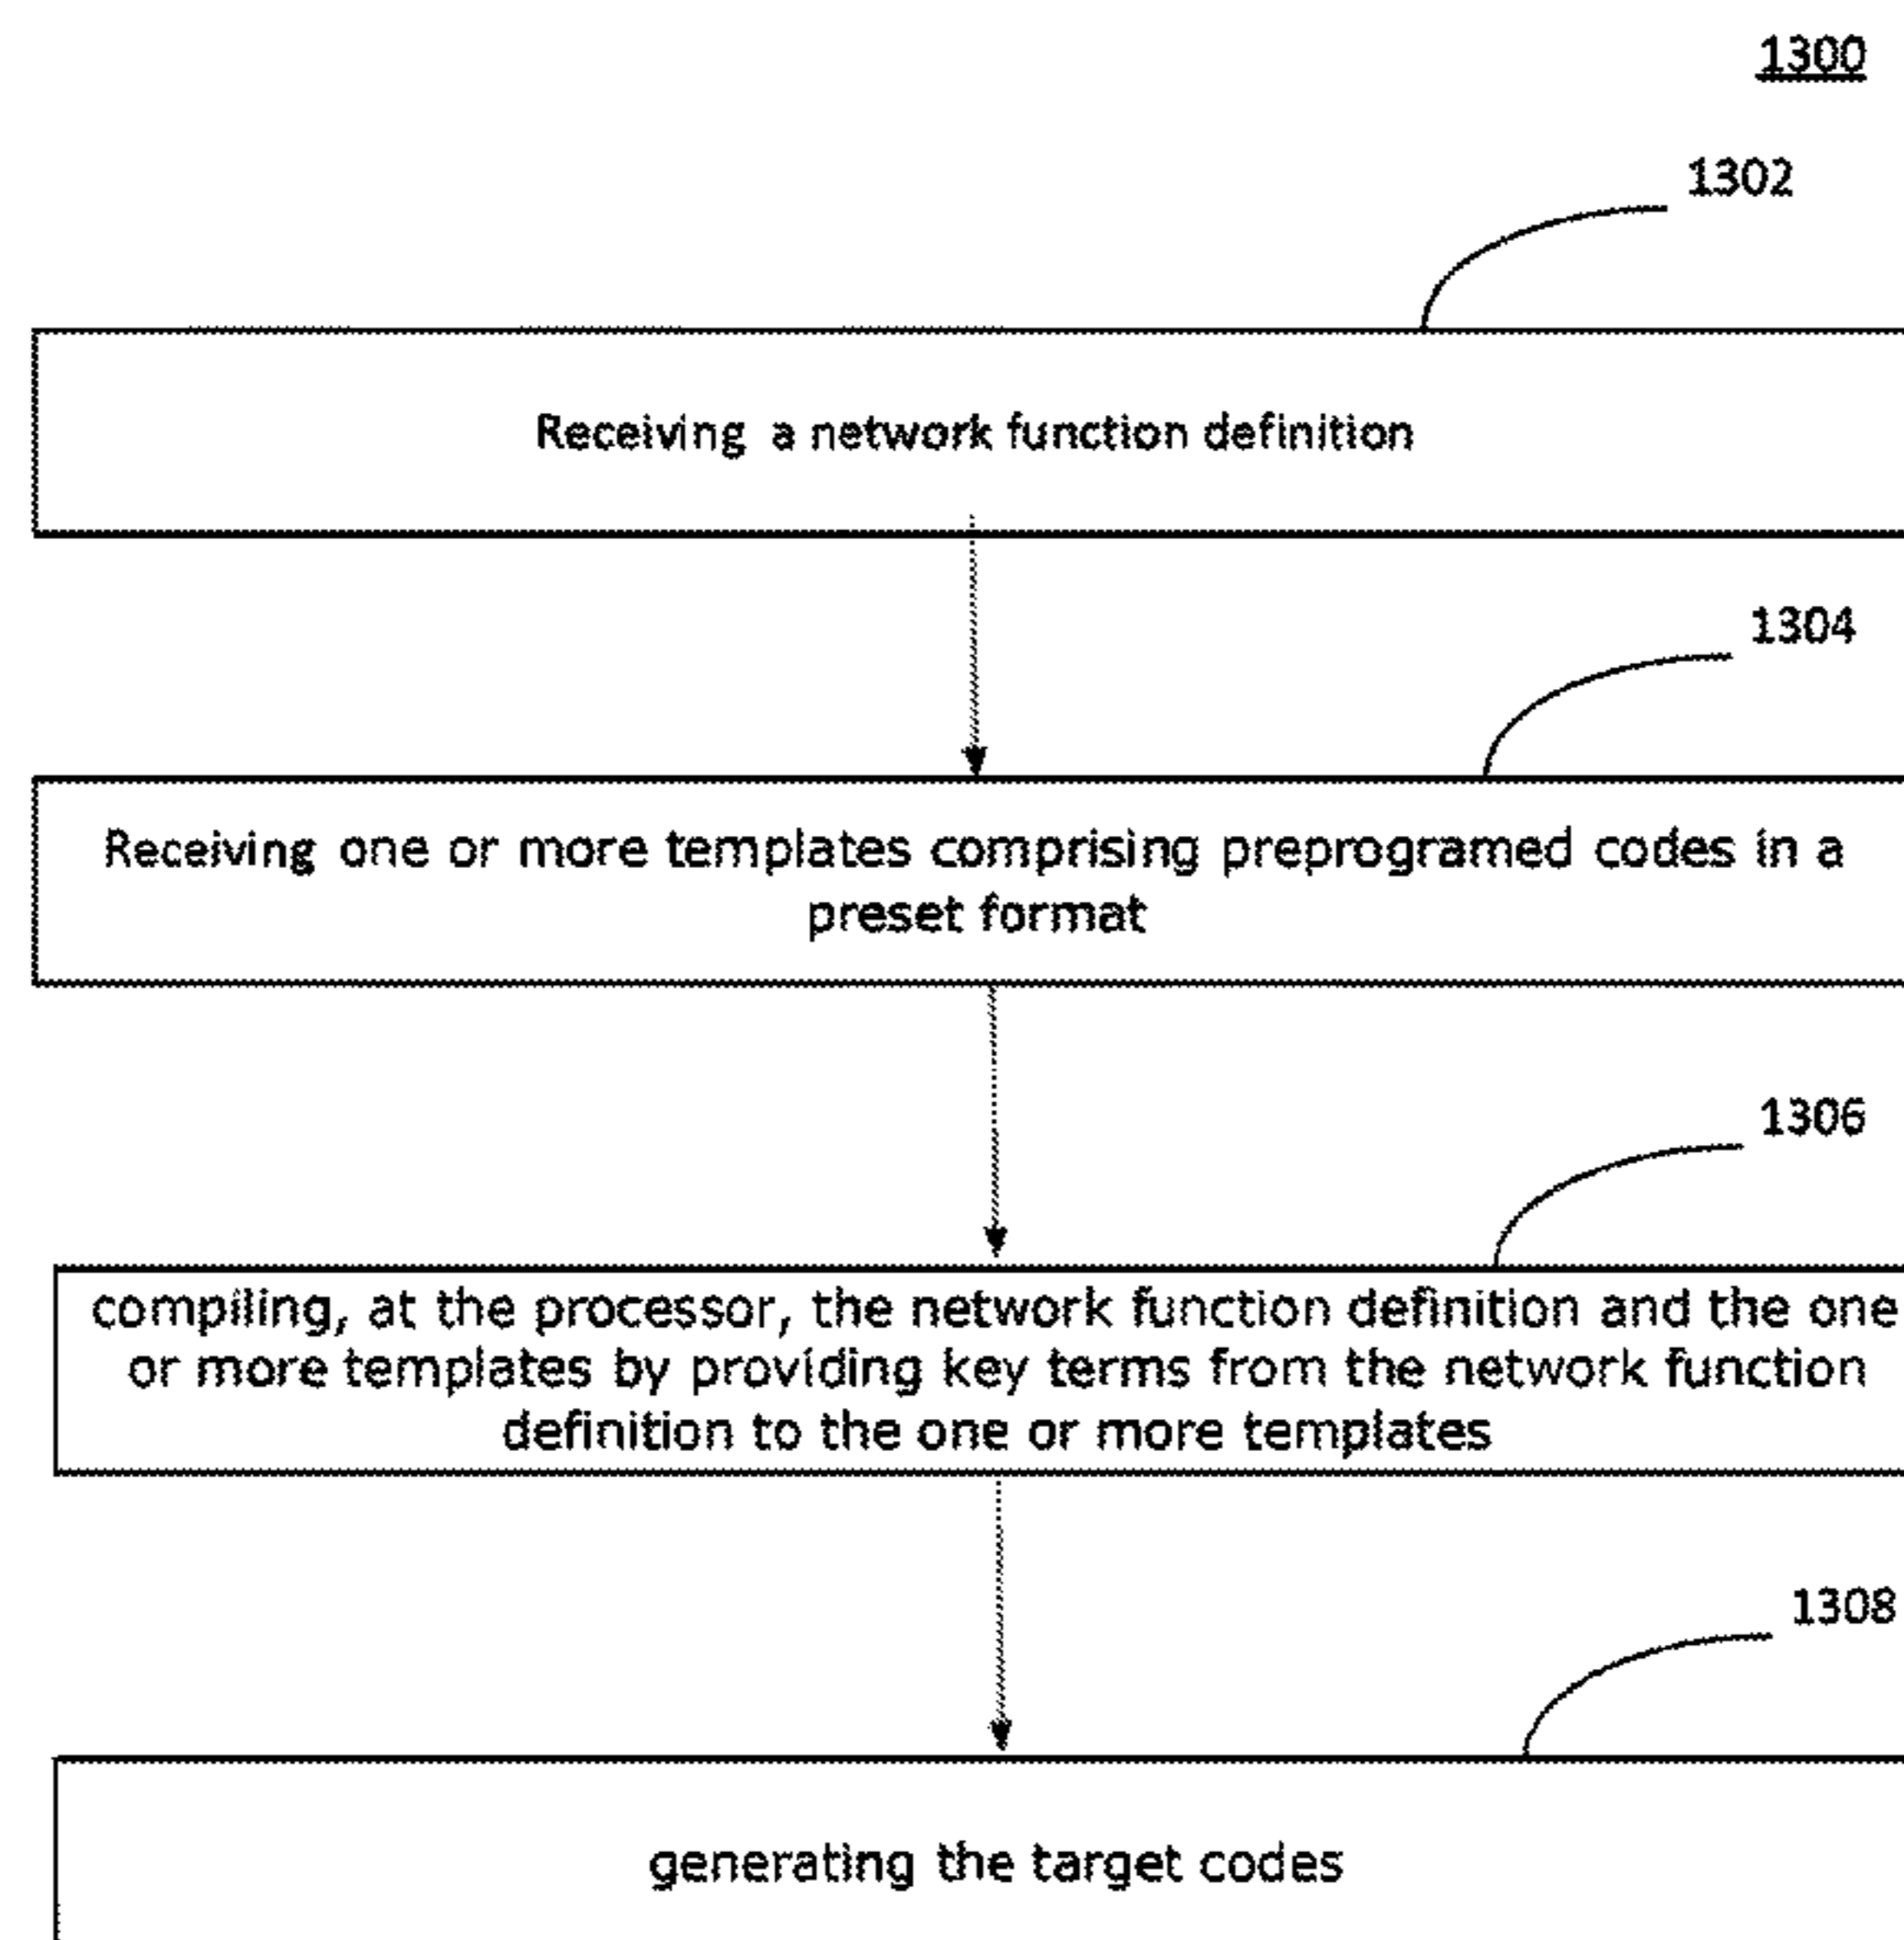 1300
1302
Receiving a network function definition
1304
Receiving one or more templates comprising preprogramed codes in a
preset format
1306
compiling, at the processor, the network function definition and the one
or more templates by providing key terms from the network function
definition to the one or more templates
1308
generating the target codes